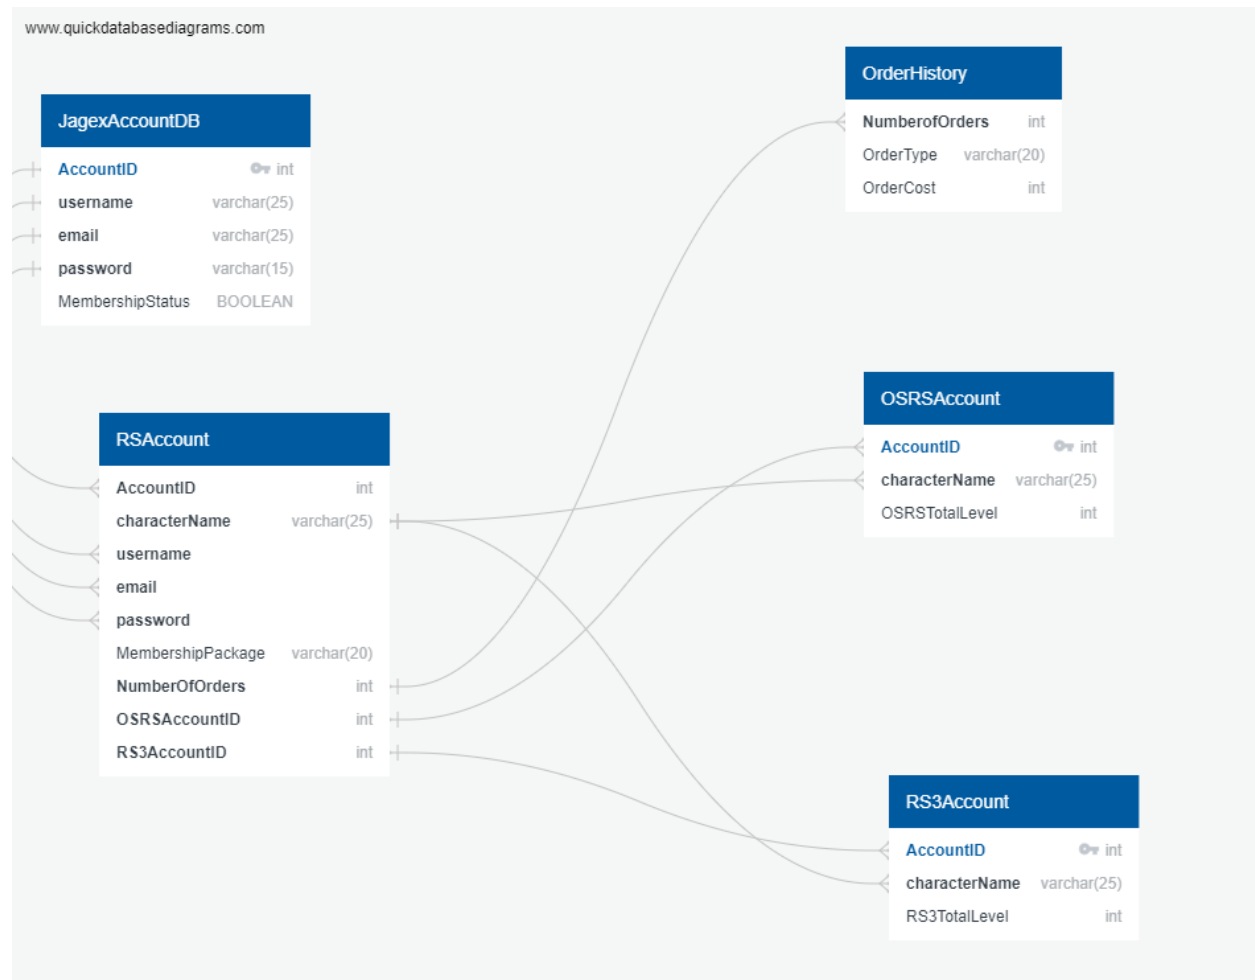 www.quickdatabasediagrams.com
JagexAccountDB
AccountID int
username varchar(25)
email varchar(25)
password varchar(15)
MembershipStatus BOOLEAN
OrderHistory
NumberofOrders int
OrderType varchar(20)
OrderCost int
RSAccount
AccountID int
characterName varchar(25)
username
email
password
MembershipPackage varchar(20)
NumberOfOrders int
OSRSAccountID int
RS3AccountID int
OSRSAccount
AccountID int
characterName varchar(25)
OSRSTotalLevel int
RS3Account
AccountID int
characterName varchar(25)
RS3TotalLevel int